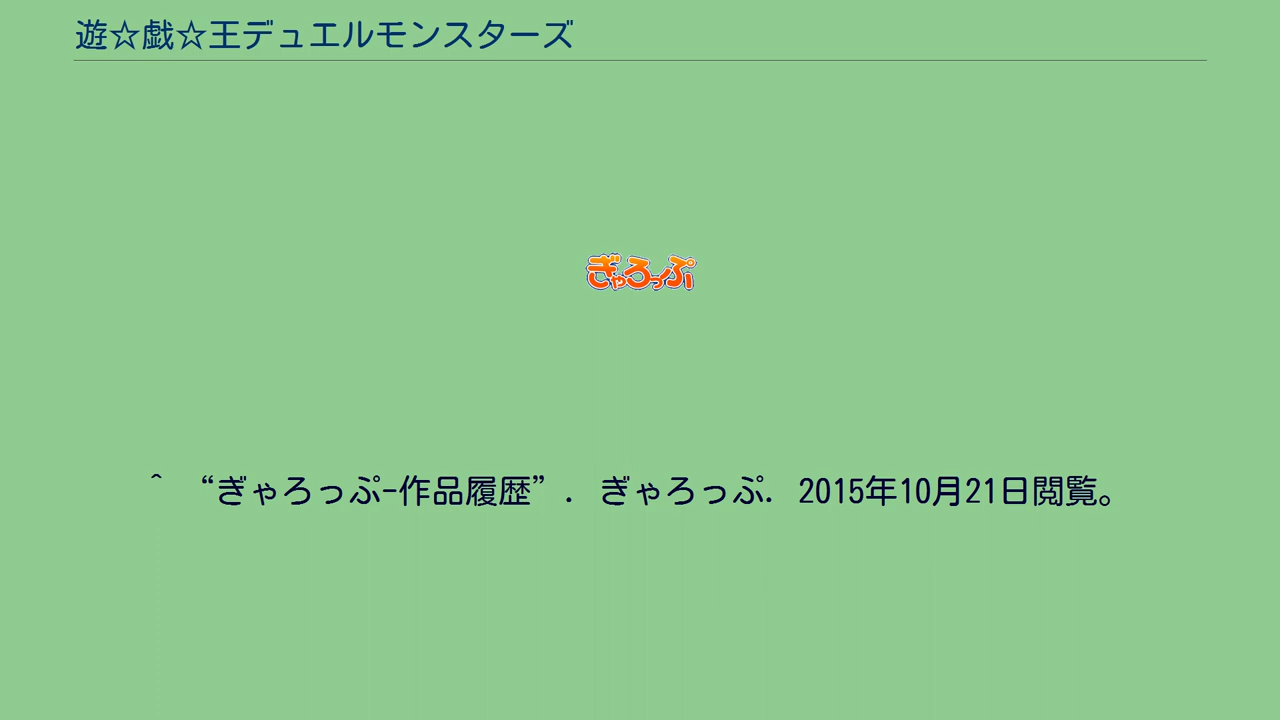 遊☆戯☆王デュエルモンスターズ
ぎゃろっぷ
^ “ぎゃろっぷ-作品履歴”. ぎゃろっぷ. 2015年10月21日閲覧。